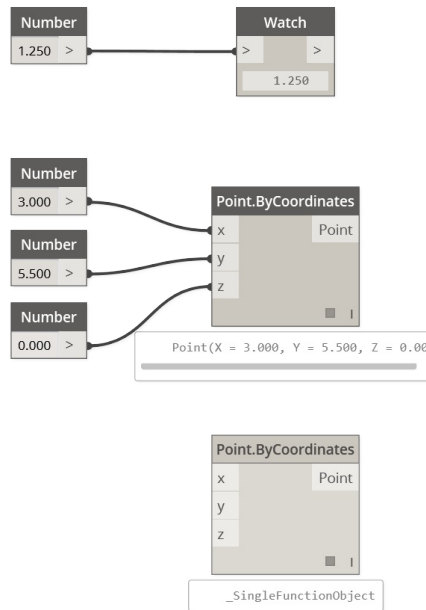 Number
Watch
1.250 >
> >
1.250
Number
3.000 >
Point.ByCoordinates
x Point
Number
5.500 >
y
z
Number
0.000 >
Point(X = 3.000, Y = 5.500, Z = 0.00
Point.ByCoordinates
x Point
y
z
_SingleFunctionObject